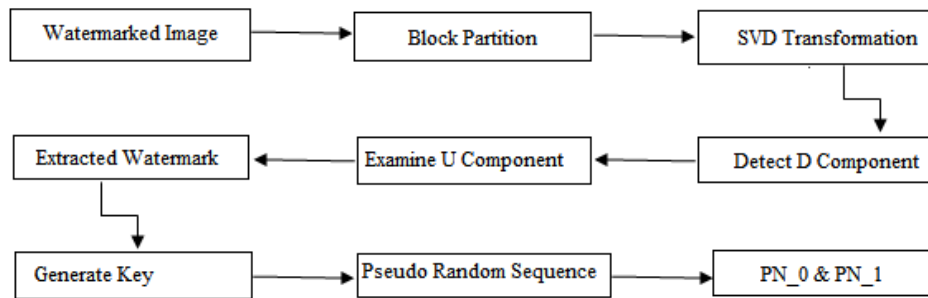 Watermarked Image
Block Partition
SVD Transformation
Detect D Component
Examine U Component
Extracted Watermark
Generate Key
Pseudo Random Sequence
PN_0 & PN_1